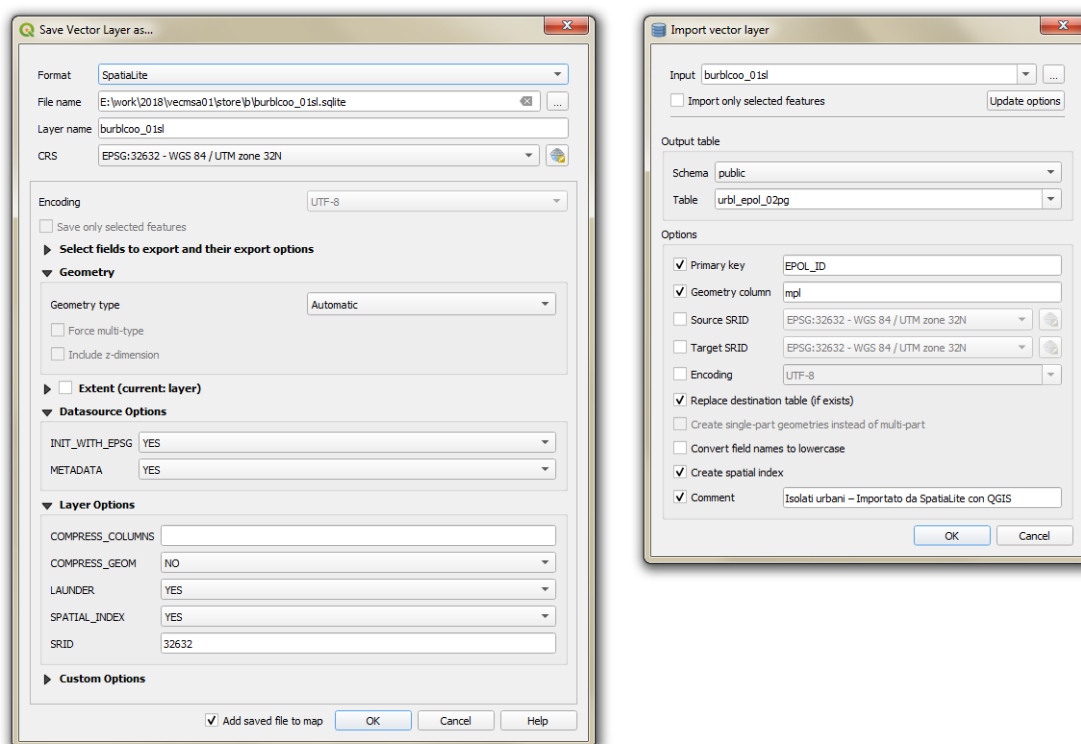 Save Vector Layer as...
Format SpatiaLite
File name E:\work\2018\vecmsa01\store\b\burblcoo_01sl.sqlite ...
Layer name burblcoo_01sl
CRS EPSG:32632 - WGS 84 / UTM zone 32N
Encoding UTF-8
Save only selected features
Select fields to export and their export options
Geometry
Geometry type Automatic
Force multi-type
Include z-dimension
Extent (current: layer)
Datasource Options
INIT_WITH_EPSG YES
METADATA YES
Layer Options
COMPRESS_COLUMNS
COMPRESS_GEOM NO
LAUNDER YES
SPATIAL_INDEX YES
SRID 32632
Custom Options
Add saved file to map OK Cancel Help
Import vector layer
Input burblcoo_01sl ...
Import only selected features Update options
Output table
Schema public
Table urbl_epol_02pg
Options
Primary key EPOL_ID
Geometry column mpl
Source SRID EPSG:32632 - WGS 84 / UTM zone 32N
Target SRID EPSG:32632 - WGS 84 / UTM zone 32N
Encoding UTF-8
Replace destination table (if exists)
Create single-part geometries instead of multi-part
Convert field names to lowercase
Create spatial index
Comment Isolati urbani – Importato da SpatiaLite con QGIS
OK Cancel